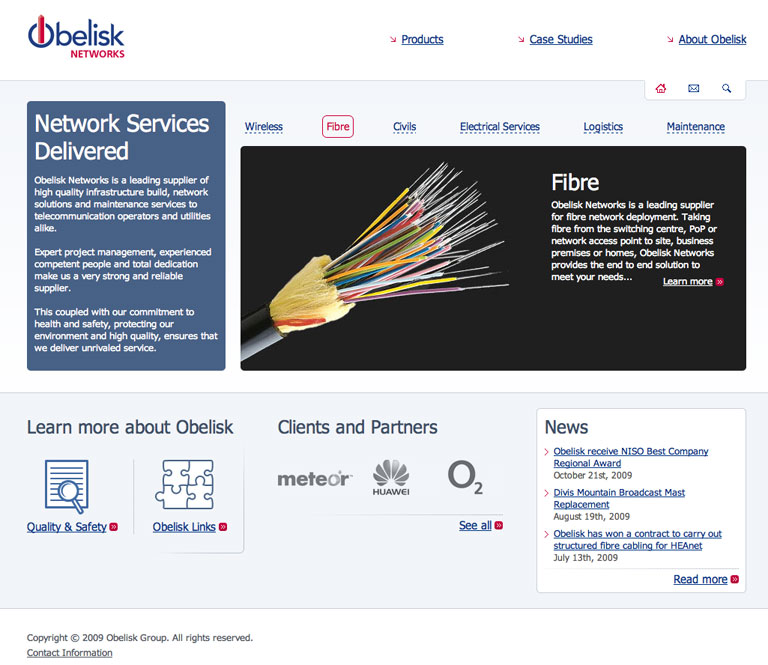 Obelisk
NETWORKS
Products
Case Studies
About Obelisk
Network Services
Delivered
Obelisk Networks is a leading supplier of
high quality infrastructure build, network
solutions and maintenance services to
telecommunication operators and utilities
alike.
Expert project management, experienced
competent people and total dedication
make us a very strong and reliable
supplier.
This coupled with our commitment to
health and safety, protecting our
environment and high quality, ensures that
we deliver unrivaled service.
Wireless
Fibre
Civils
Electrical Services
Logistics
Maintenance
Fibre
Obelisk Networks is a leading supplier
for fibre network deployment. Taking
fibre from the switching centre, PoP or
network access point to site, business
premises or homes, Obelisk Networks
provides the end to end solution to
meet your needs...
Learn more
Learn more about Obelisk
Quality & Safety
Obelisk Links
Clients and Partners
meteor
HUAWEI
O2
See all
News
Obelisk receive NISO Best Company
Regional Award
October 21st, 2009
Divis Mountain Broadcast Mast
Replacement
August 19th, 2009
Obelisk has won a contract to carry out
structured fibre cabling for HEAnet
July 13th, 2009
Read more
Copyright © 2009 Obelisk Group. All rights reserved.
Contact Information